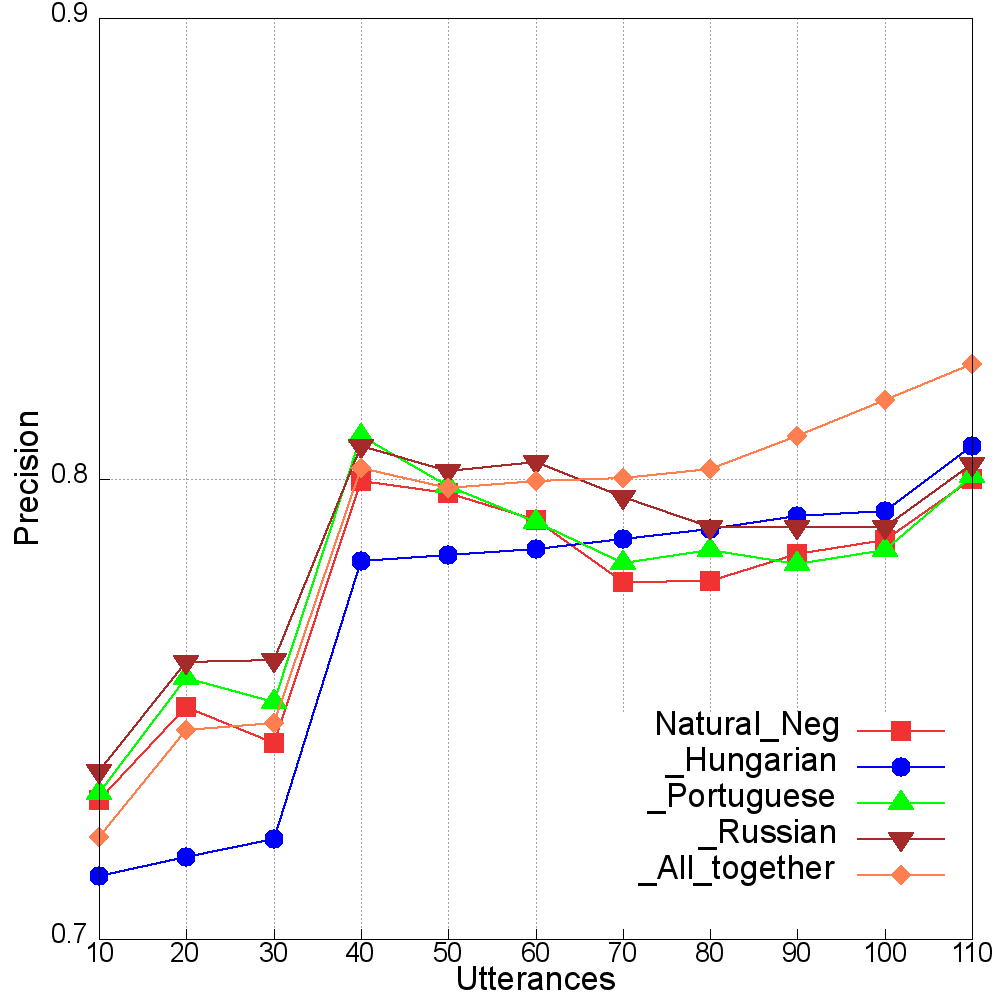 0.9
0.8
0.7
Precision
10 20 30 40 50 60 70 80 90 100 110
Utterances
Natural_Neg
_Hungarian
_Portuguese
_Russian
_All_together